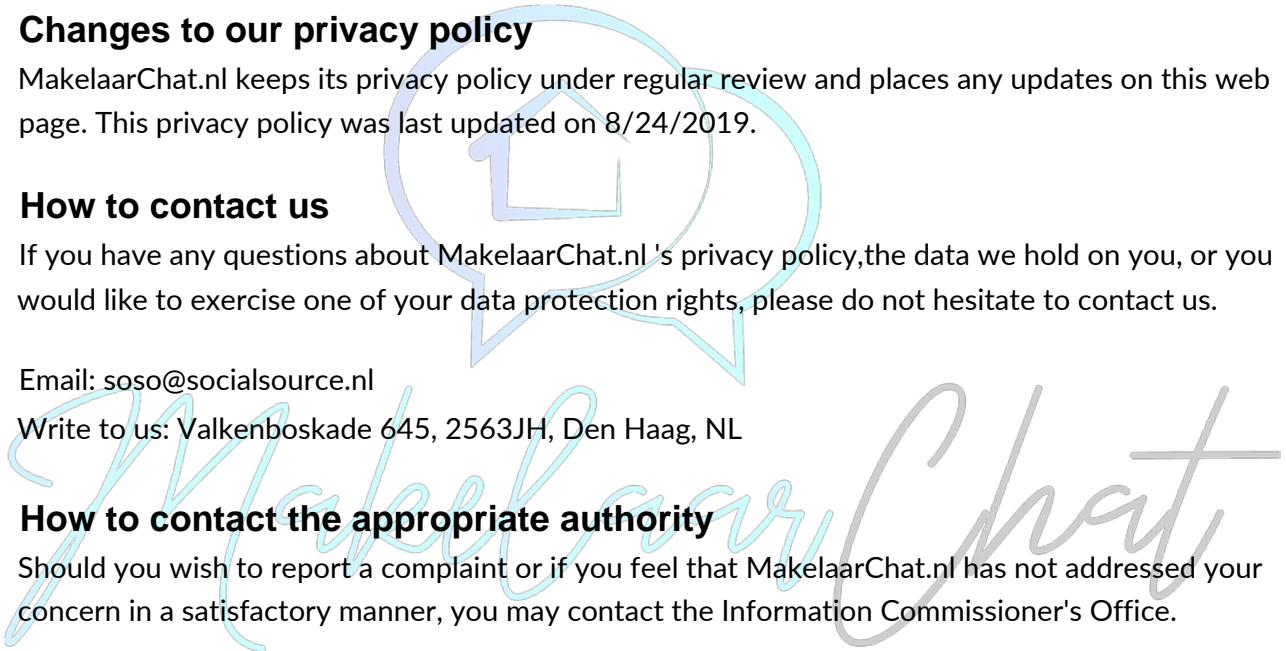 Changes to our privacy policy
MakelaarChat.nl keeps its privacy policy under regular review and places any updates on this web
page. This privacy policy was last updated on 8/24/2019.
How to contact us
If you have any questions about MakelaarChat.nl 's privacy policy,the data we hold on you, or you
would like to exercise one of your data protection rights, please do not hesitate to contact us.
Email: soso@socialsource.nl
Write to us: Valkenboskade 645, 2563JH, Den Haag, NL
MakelaarChat
How to contact the appropriate authority
Should you wish to report a complaint or if you feel that MakelaarChat.nl has not addressed your
concern in a satisfactory manner, you may contact the Information Commissioner's Office.